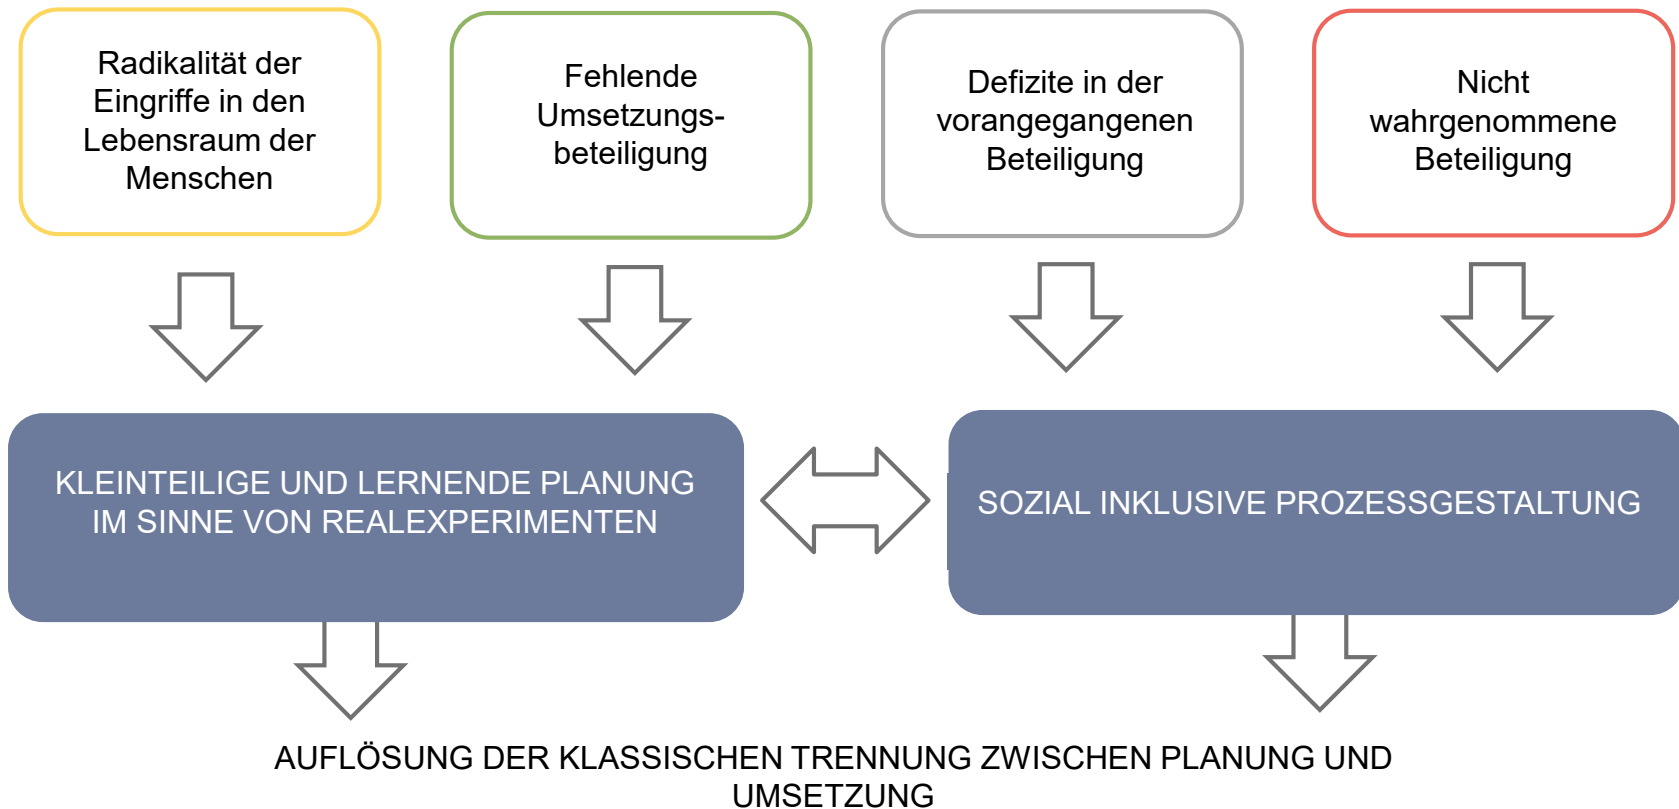 Radikalität der
Eingriffe in den
Lebensraum der
Menschen
Fehlende
Umsetzungs-
beteiligung
Defizite in der
vorangegangenen
Beteiligung
Nicht
wahrgenommene
Beteiligung
KLEINTEILIGE UND LERNENDE PLANUNG
IM SINNE VON REALEXPERIMENTEN
SOZIAL INKLUSIVE PROZESSGESTALTUNG
AUFLÖSUNG DER KLASSISCHEN TRENNUNG ZWISCHEN PLANUNG UND
UMSETZUNG